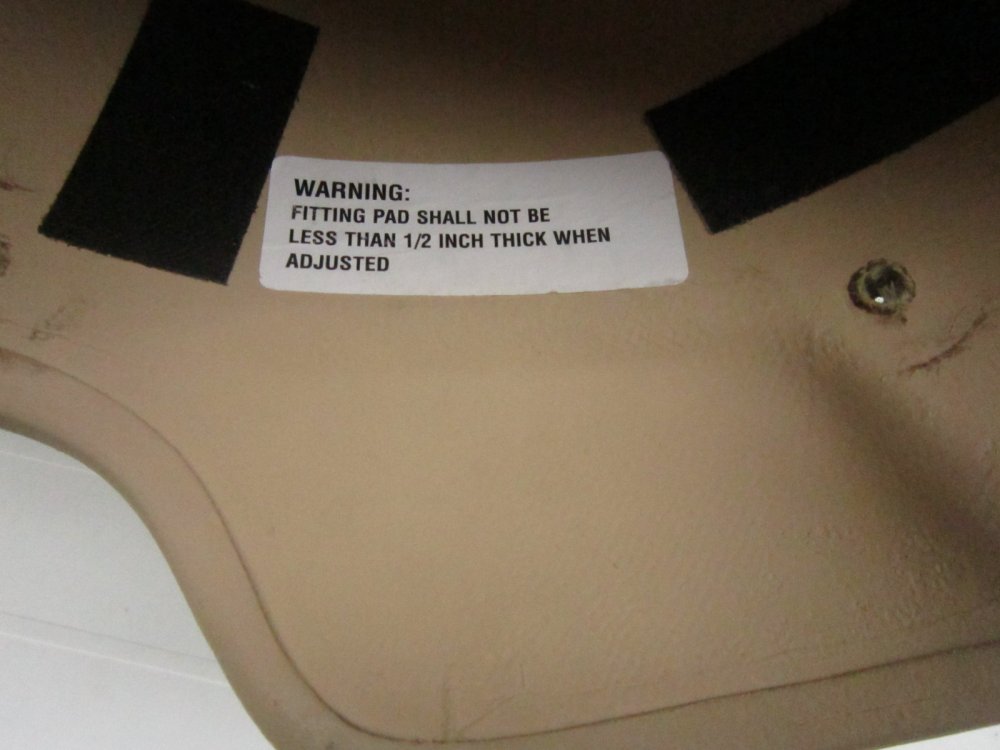 WARNING:
FITTING PAD SHALL NOT BE
LESS THAN 1/2 INCH THICK WHEN
ADJUSTED